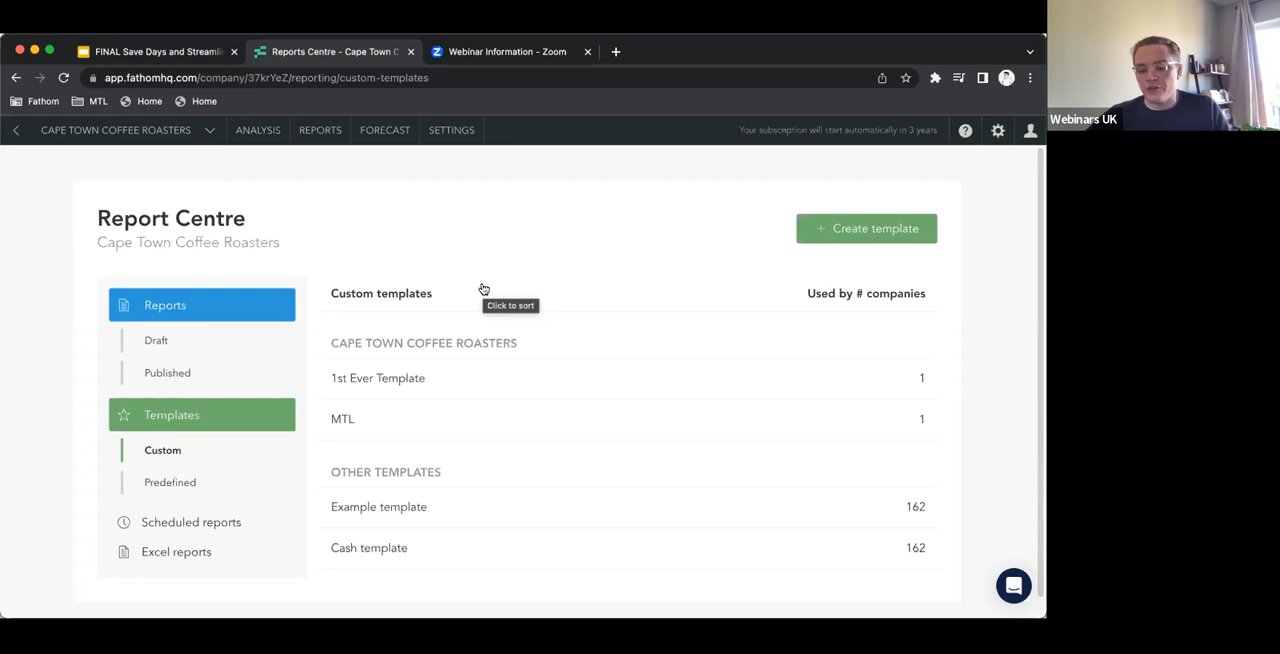 FINAL Save Days and Streamli
Reports Centre - Cape Town C
Webinar Information - Zoom
app.fathomhq.com/company/37krYeZ/reporting/custom-templates
Fathom
MTL
Home
Home
CAPE TOWN COFFEE ROASTERS
ANALYSIS
REPORTS
FORECAST
SETTINGS
Your subscription will start automatically in 3 years
Webinars UK
Report Centre
Cape Town Coffee Roasters
+ Create template
Reports
Draft
Published
Templates
Custom
Predefined
Scheduled reports
Excel reports
Custom templates
Used by # companies
Click to sort
CAPE TOWN COFFEE ROASTERS
1st Ever Template 1
MTL 1
OTHER TEMPLATES
Example template 162
Cash template 162